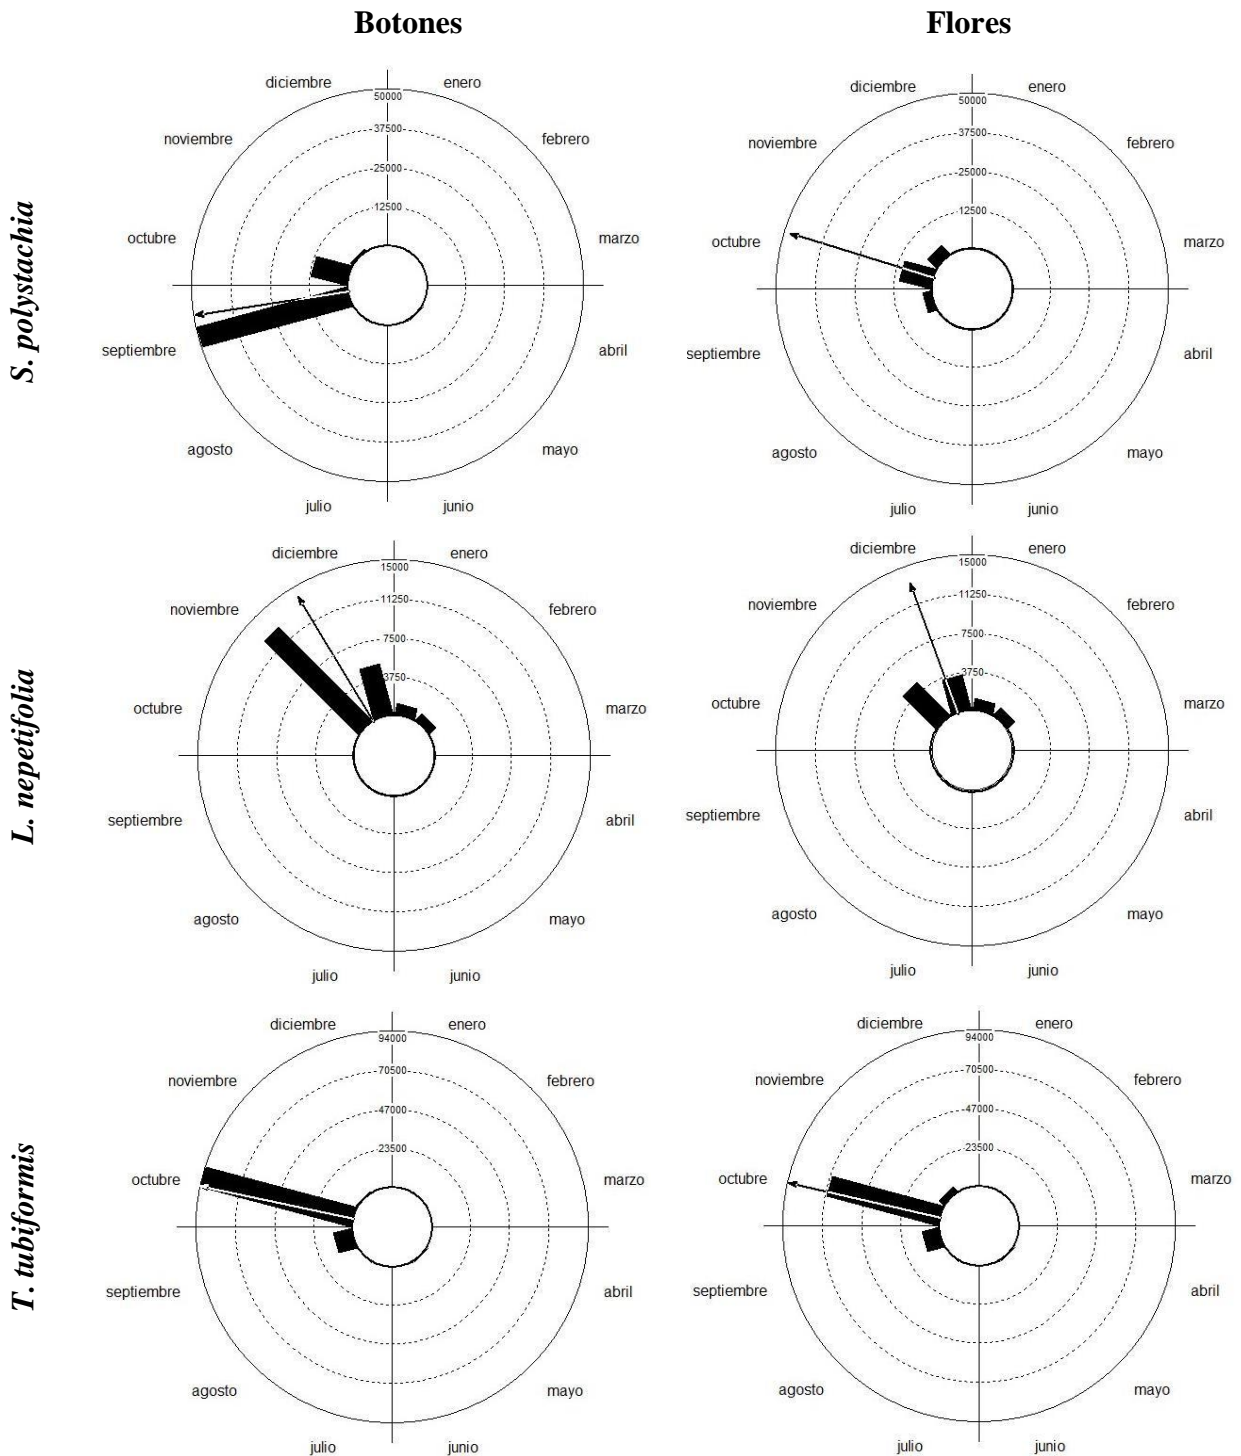 Botones Flores
S. polystachia
diciembre enero
50000
noviembre febrero
37500
25000
12500
octubre marzo
septiembre abril
agosto mayo
julio junio
diciembre enero
50000
noviembre febrero
37500
25000
12500
octubre marzo
septiembre abril
agosto mayo
julio junio
L. nepetifolia
diciembre enero
15000
noviembre febrero
11250
7500
3750
octubre marzo
septiembre abril
agosto mayo
julio junio
diciembre enero
15000
noviembre febrero
11250
7500
3750
octubre marzo
septiembre abril
agosto mayo
julio junio
T. tubiformis
diciembre enero
94000
noviembre febrero
70500
47000
23500
octubre marzo
septiembre abril
agosto mayo
julio junio
diciembre enero
94000
noviembre febrero
70500
47000
23500
octubre marzo
septiembre abril
agosto mayo
julio junio